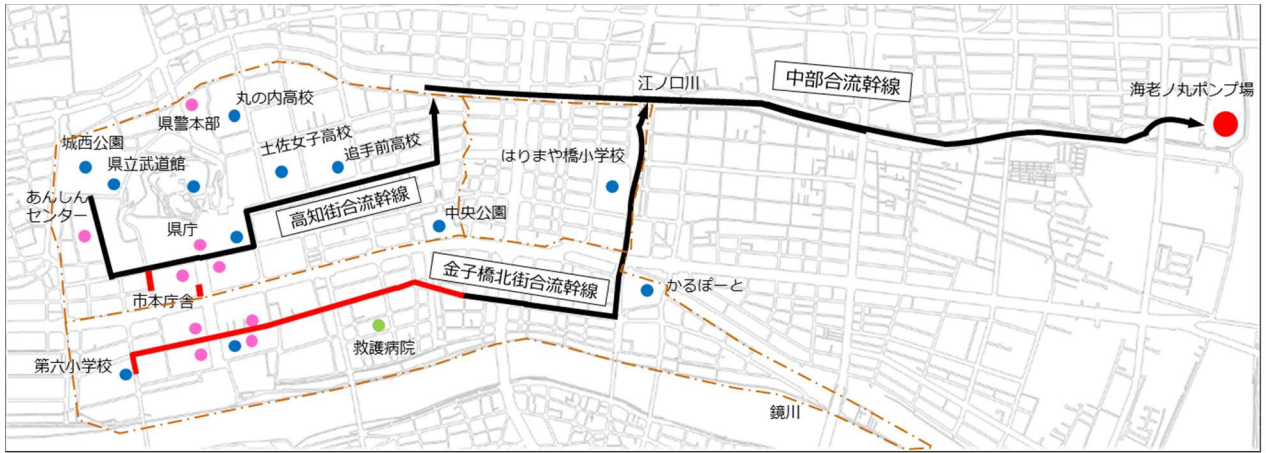 中部合流幹線
江ノ口川
海老ノ丸ポンプ場
丸の内高校
県警本部
城西公園
土佐女子高校
追手前高校
県立武道館
はりまや橋小学校
あんしん
センター
高知街合流幹線
中央公園
県庁
金子橋北街合流幹線
かるぽーと
市本庁舎
救護病院
第六小学校
鏡川